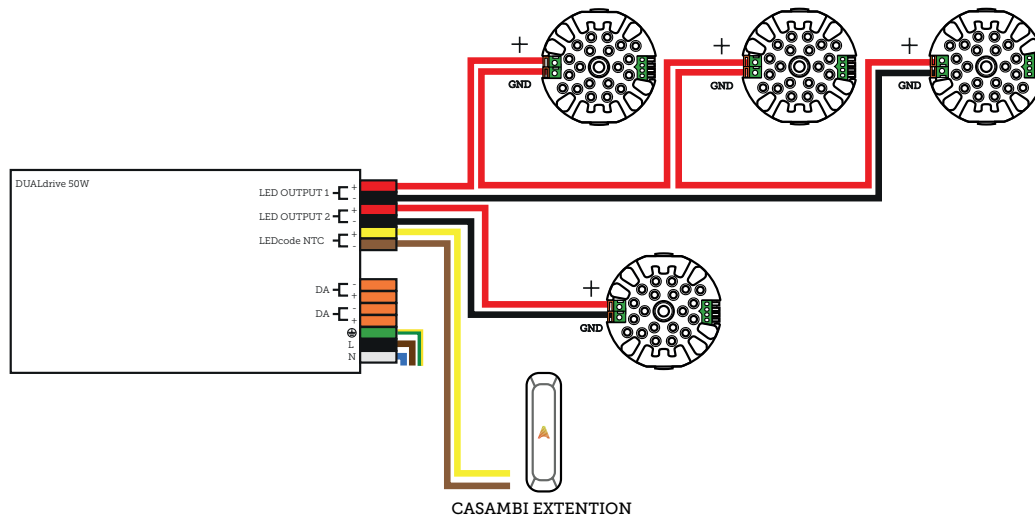 +
+
+
GND
GND
GND
DUALdrive 50W
LED OUTPUT 1
+
-
LED OUTPUT 2
+
-
LEDcode NTC
+
-
+
GND
DA
-
+
DA
-
+
L
N
CASAMBI EXTENTION